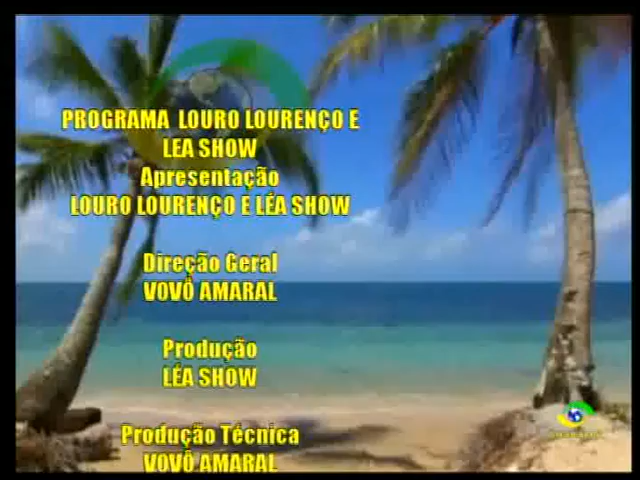 PROGRAMA LOURO LOURENÇO E
LEA SHOW
Apresentação
LOURO LOURENÇO E LÉA SHOW
Direção Geral
VOVÔ AMARAL
Produção
LÉA SHOW
Produção Técnica
VOVÔ AMARAL